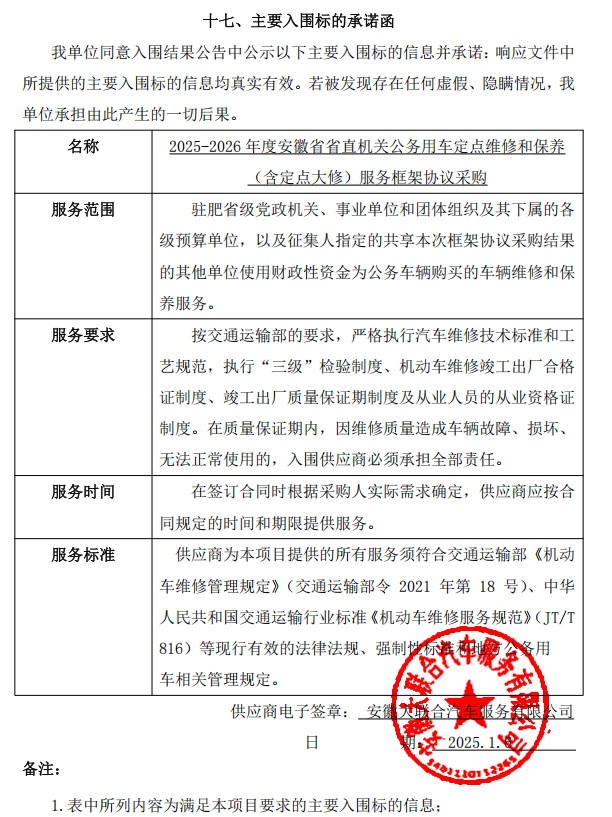 十七、主要入围标的承诺函
我单位同意入围结果公告中公示以下主要入围标的信息并承诺：响应文件中
所提供的主要入围标的信息均真实有效。若被发现存在任何虚假、隐瞒情况，我
单位承担由此产生的一切后果。
名称
2025-2026 年度安徽省省直机关公务用车定点维修和保养
（含定点大修）服务框架协议采购
服务范围
驻肥省级党政机关、事业单位和团体组织及其下属的各
级预算单位，以及征集人指定的共享本次框架协议采购结果
的其他单位使用财政性资金为公务车辆购买的车辆维修和保
养服务。
服务要求
按交通运输部的要求，严格执行汽车维修技术标准和工
艺规范，执行“三级”检验制度、机动车维修竣工出厂合格
证制度、竣工出厂质量保证期制度及从业人员的从业资格证
制度。在质量保证期内，因维修质量造成车辆故障、损坏、
无法正常使用的，入围供应商必须承担全部责任。
服务时间
在签订合同时根据采购人实际需求确定，供应商应按合
同规定的时间和期限提供服务。
服务标准
供应商为本项目提供的所有服务须符合交通运输部《机动
车维修管理规定》（交通运输部令 2021 年第 18 号）、中华
人民共和国交通运输行业标准《机动车维修服务规范》（JT/T
816）等现行有效的法律法规、强制性标准和地方公务用
车相关管理规定。
供应商电子签章： 安徽大联合汽车服务有限公司
日 期： 2025.1.
安徽大联合汽车服务有限公司
备注：
1.表中所列内容为满足本项目要求的主要入围标的信息；